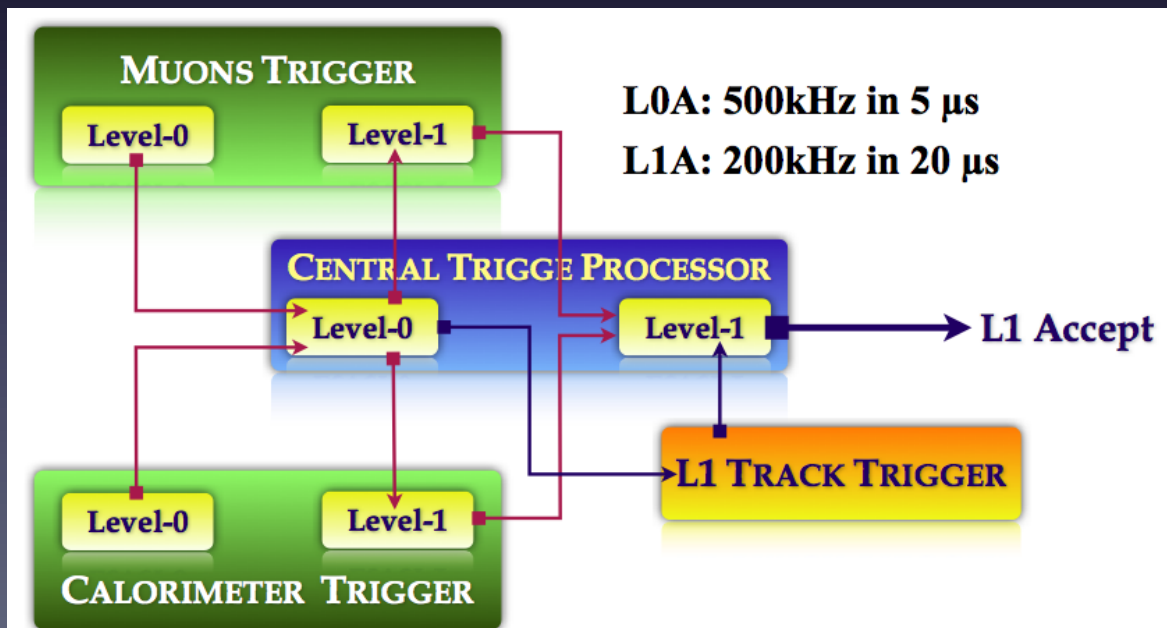 MUONS TRIGGER
Level-0
Level-1
L0A: 500kHz in 5 μs
L1A: 200kHz in 20 μs
CENTRAL TRIGGE PROCESSOR
Level-0
Level-1
L1 Accept
L1 TRACK TRIGGER
Level-0
Level-1
CALORIMETER TRIGGER